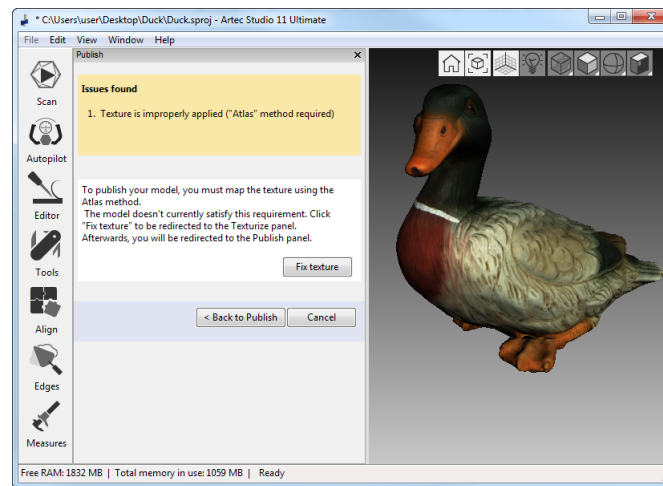 * C:\Users\user\Desktop\Duck\Duck.sproj - Artec Studio 11 Ultimate
File Edit View Window Help
Publish
Scan
Autopilot
Editor
Tools
Align
Edges
Measures
Issues found
1. Texture is improperly applied ("Atlas" method required)
To publish your model, you must map the texture using the
Atlas method.
The model doesn't currently satisfy this requirement. Click
"Fix texture" to be redirected to the Texturize panel.
Afterwards, you will be redirected to the Publish panel.
Fix texture
< Back to Publish
Cancel
Free RAM: 1832 MB | Total memory in use: 1059 MB | Ready